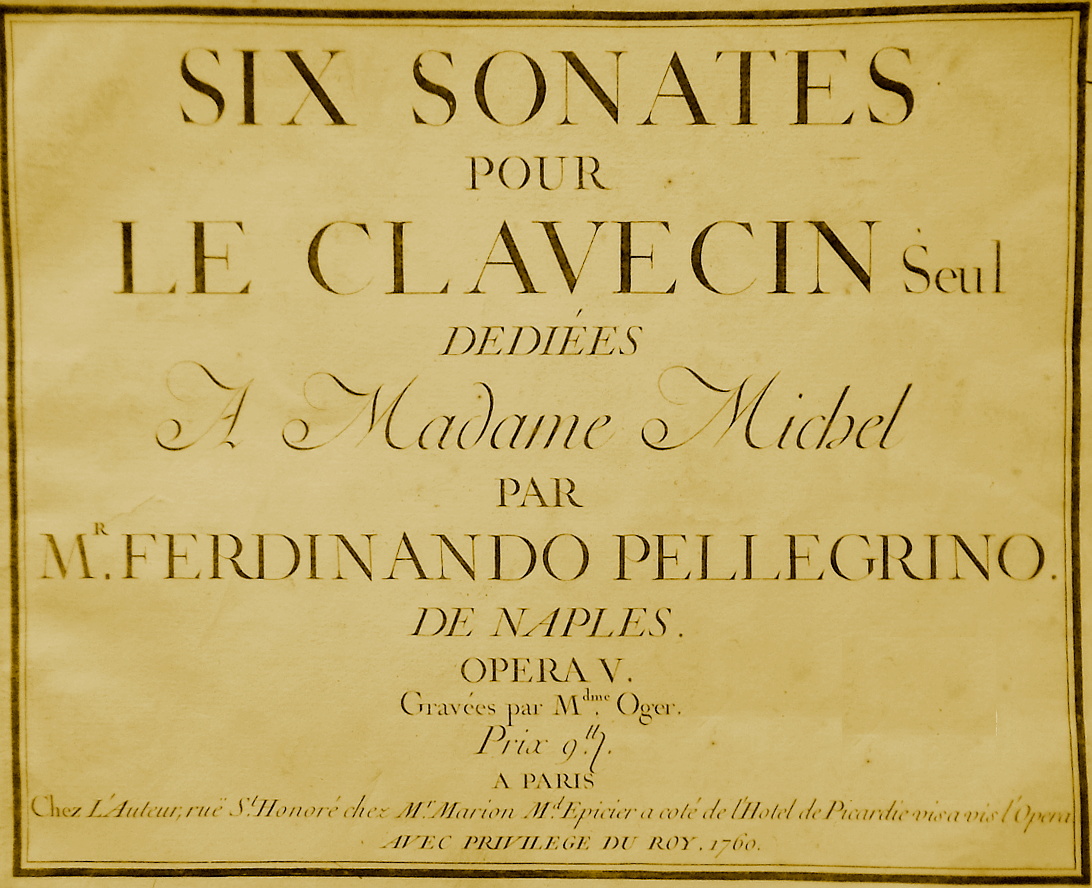 SIX SONATES
POUR
LE CLAVECIN Seul
DEDIÉES
A Madame Michel
PAR
M.R FERDINANDO PELLEGRINO.
DE NAPLES.
OPERA V.
Gravées par M.dme Oger.
Prix 9.tt
A PARIS
Chez L'Auteur, ruë S.t Honoré chez M.r Marion M.d Epicier a coté de l'Hotel de Picardie vis a vis l'Opera
AVEC PRIVILEGE DU ROY. 1760.